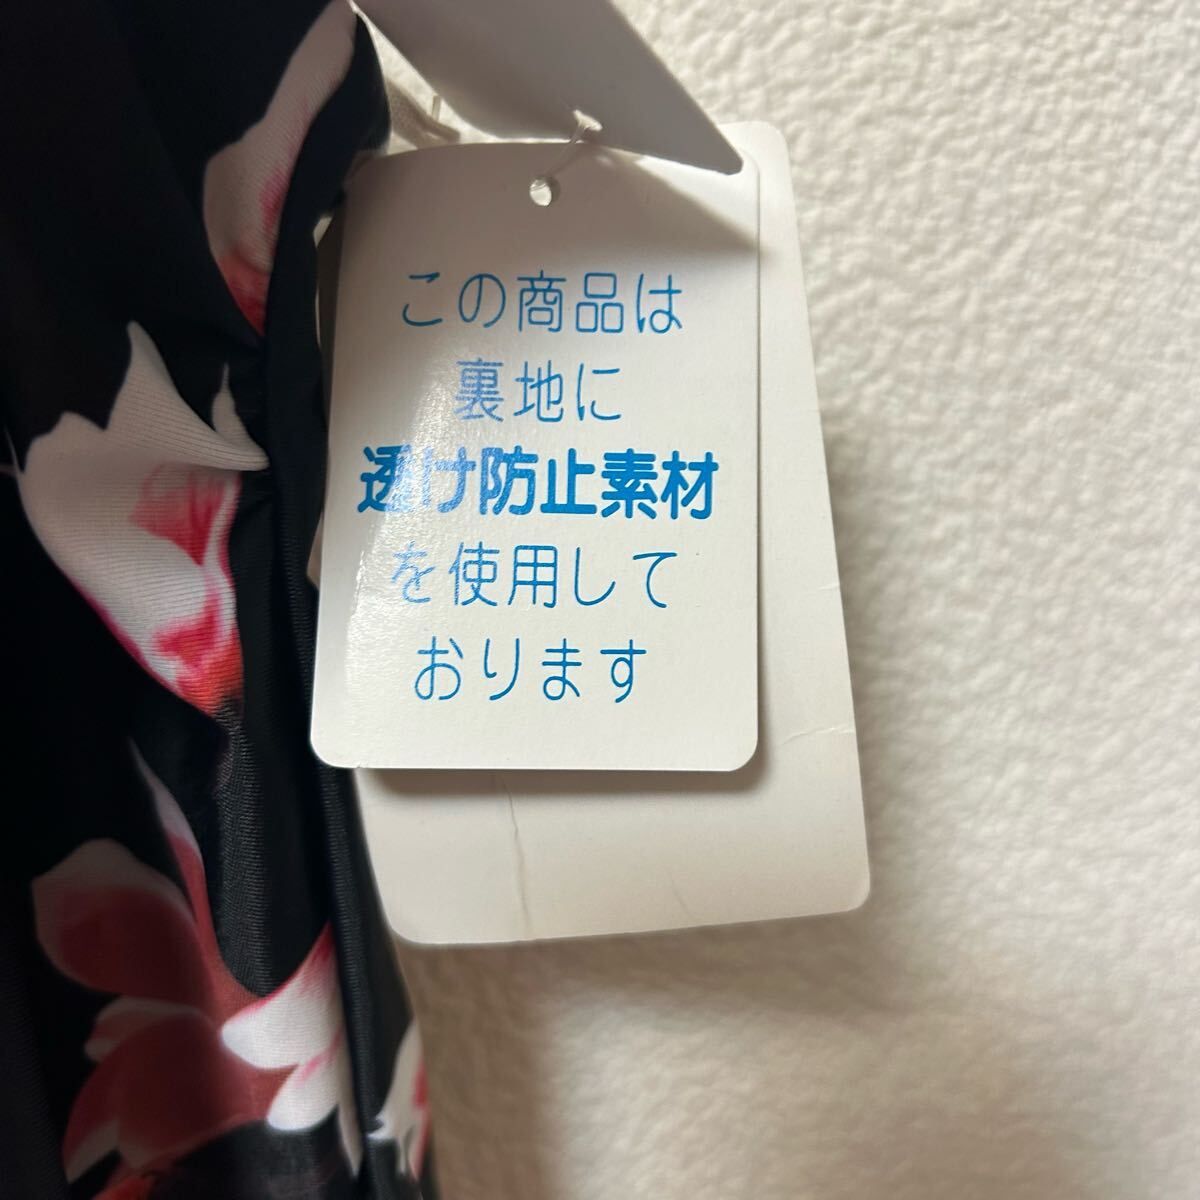 この商品は
裏地に
透け防止素材
を使用して
おります